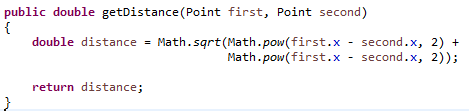 public double getDistance(Point first, Point second)
{
    double distance = Math.sqrt(Math.pow(first.x - second.x, 2) +
                                Math.pow(first.x - second.x, 2));
    return distance;
}